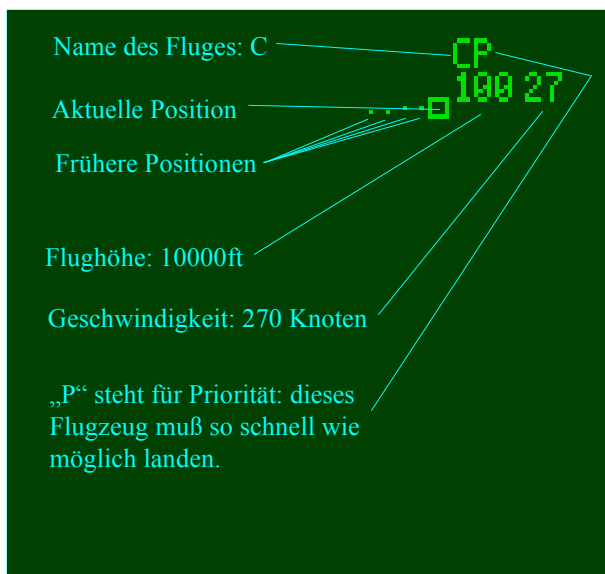 Name des Fluges: C
CP
100 27
Aktuelle Position
Frühere Positionen
Flughöhe: 10000ft
Geschwindigkeit: 270 Knoten
„P“ steht für Priorität: dieses
Flugzeug muß so schnell wie
möglich landen.